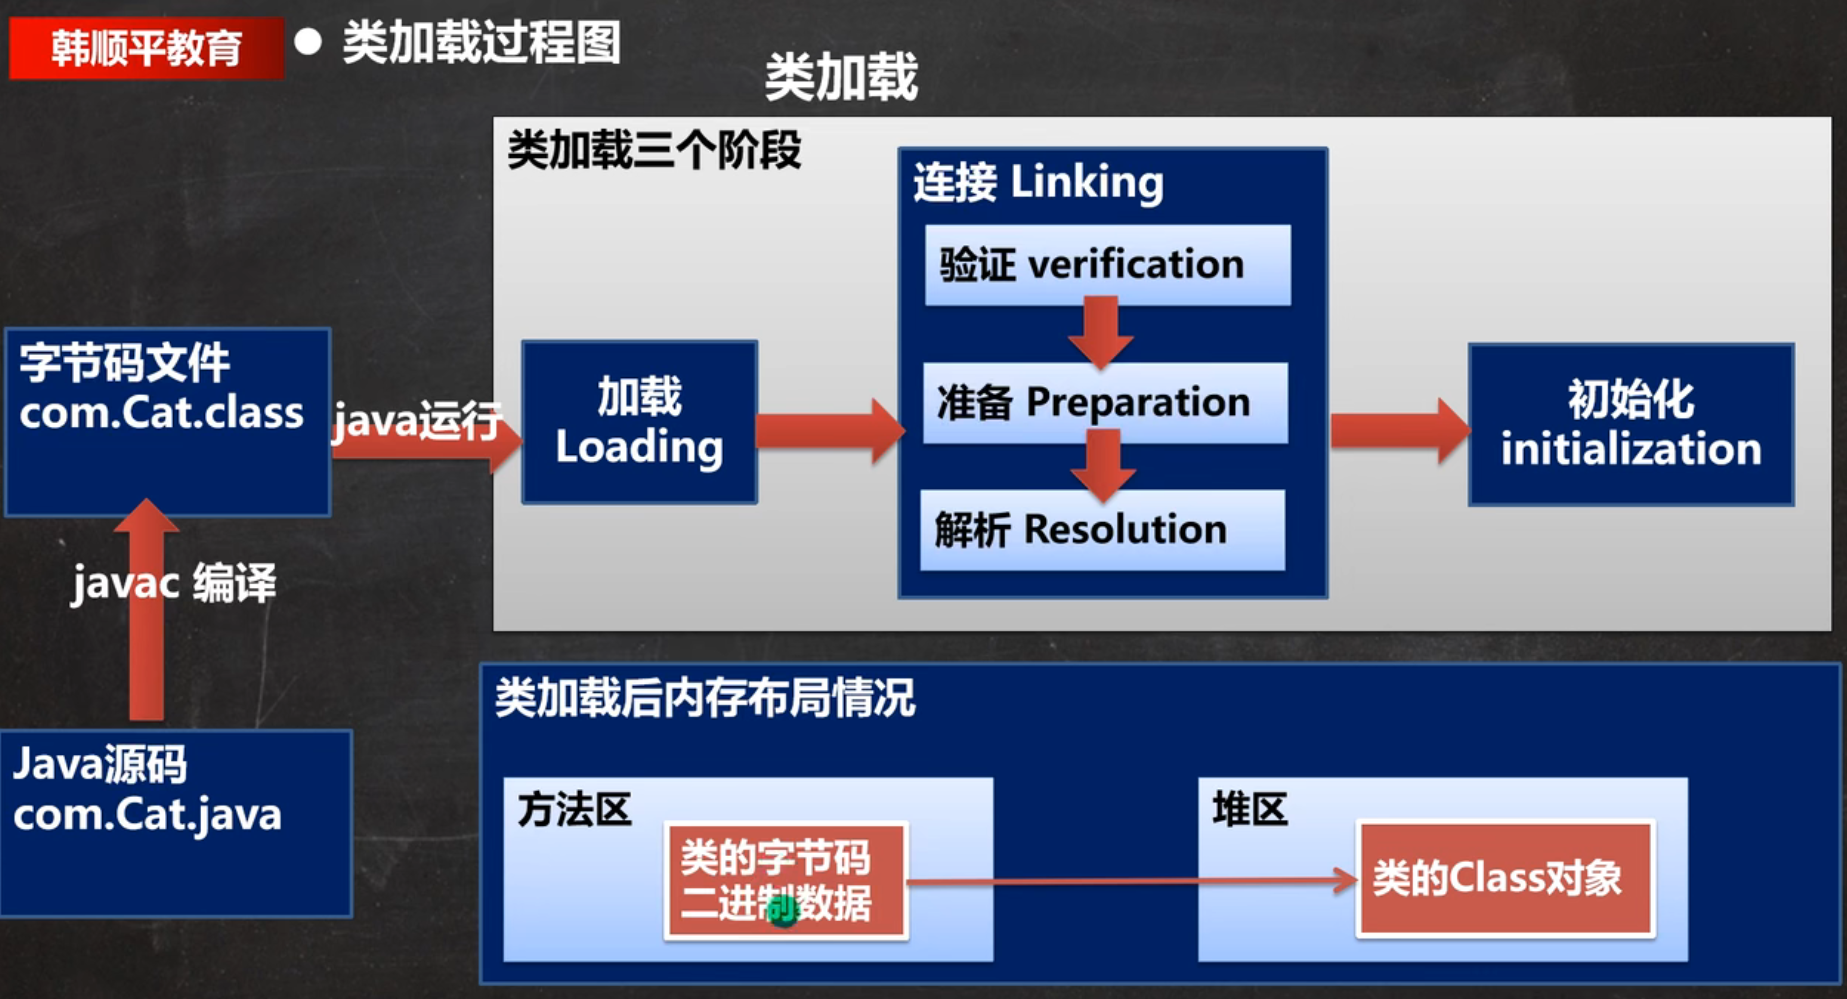 韩顺平教育
● 类加载过程图
类加载
类加载三个阶段
连接 Linking
验证 verification
准备 Preparation
解析 Resolution
字节码文件
com.Cat.class
java运行
加载
Loading
初始化
initialization
javac 编译
Java源码
com.Cat.java
类加载后内存布局情况
方法区
类的字节码
二进制数据
堆区
类的Class对象